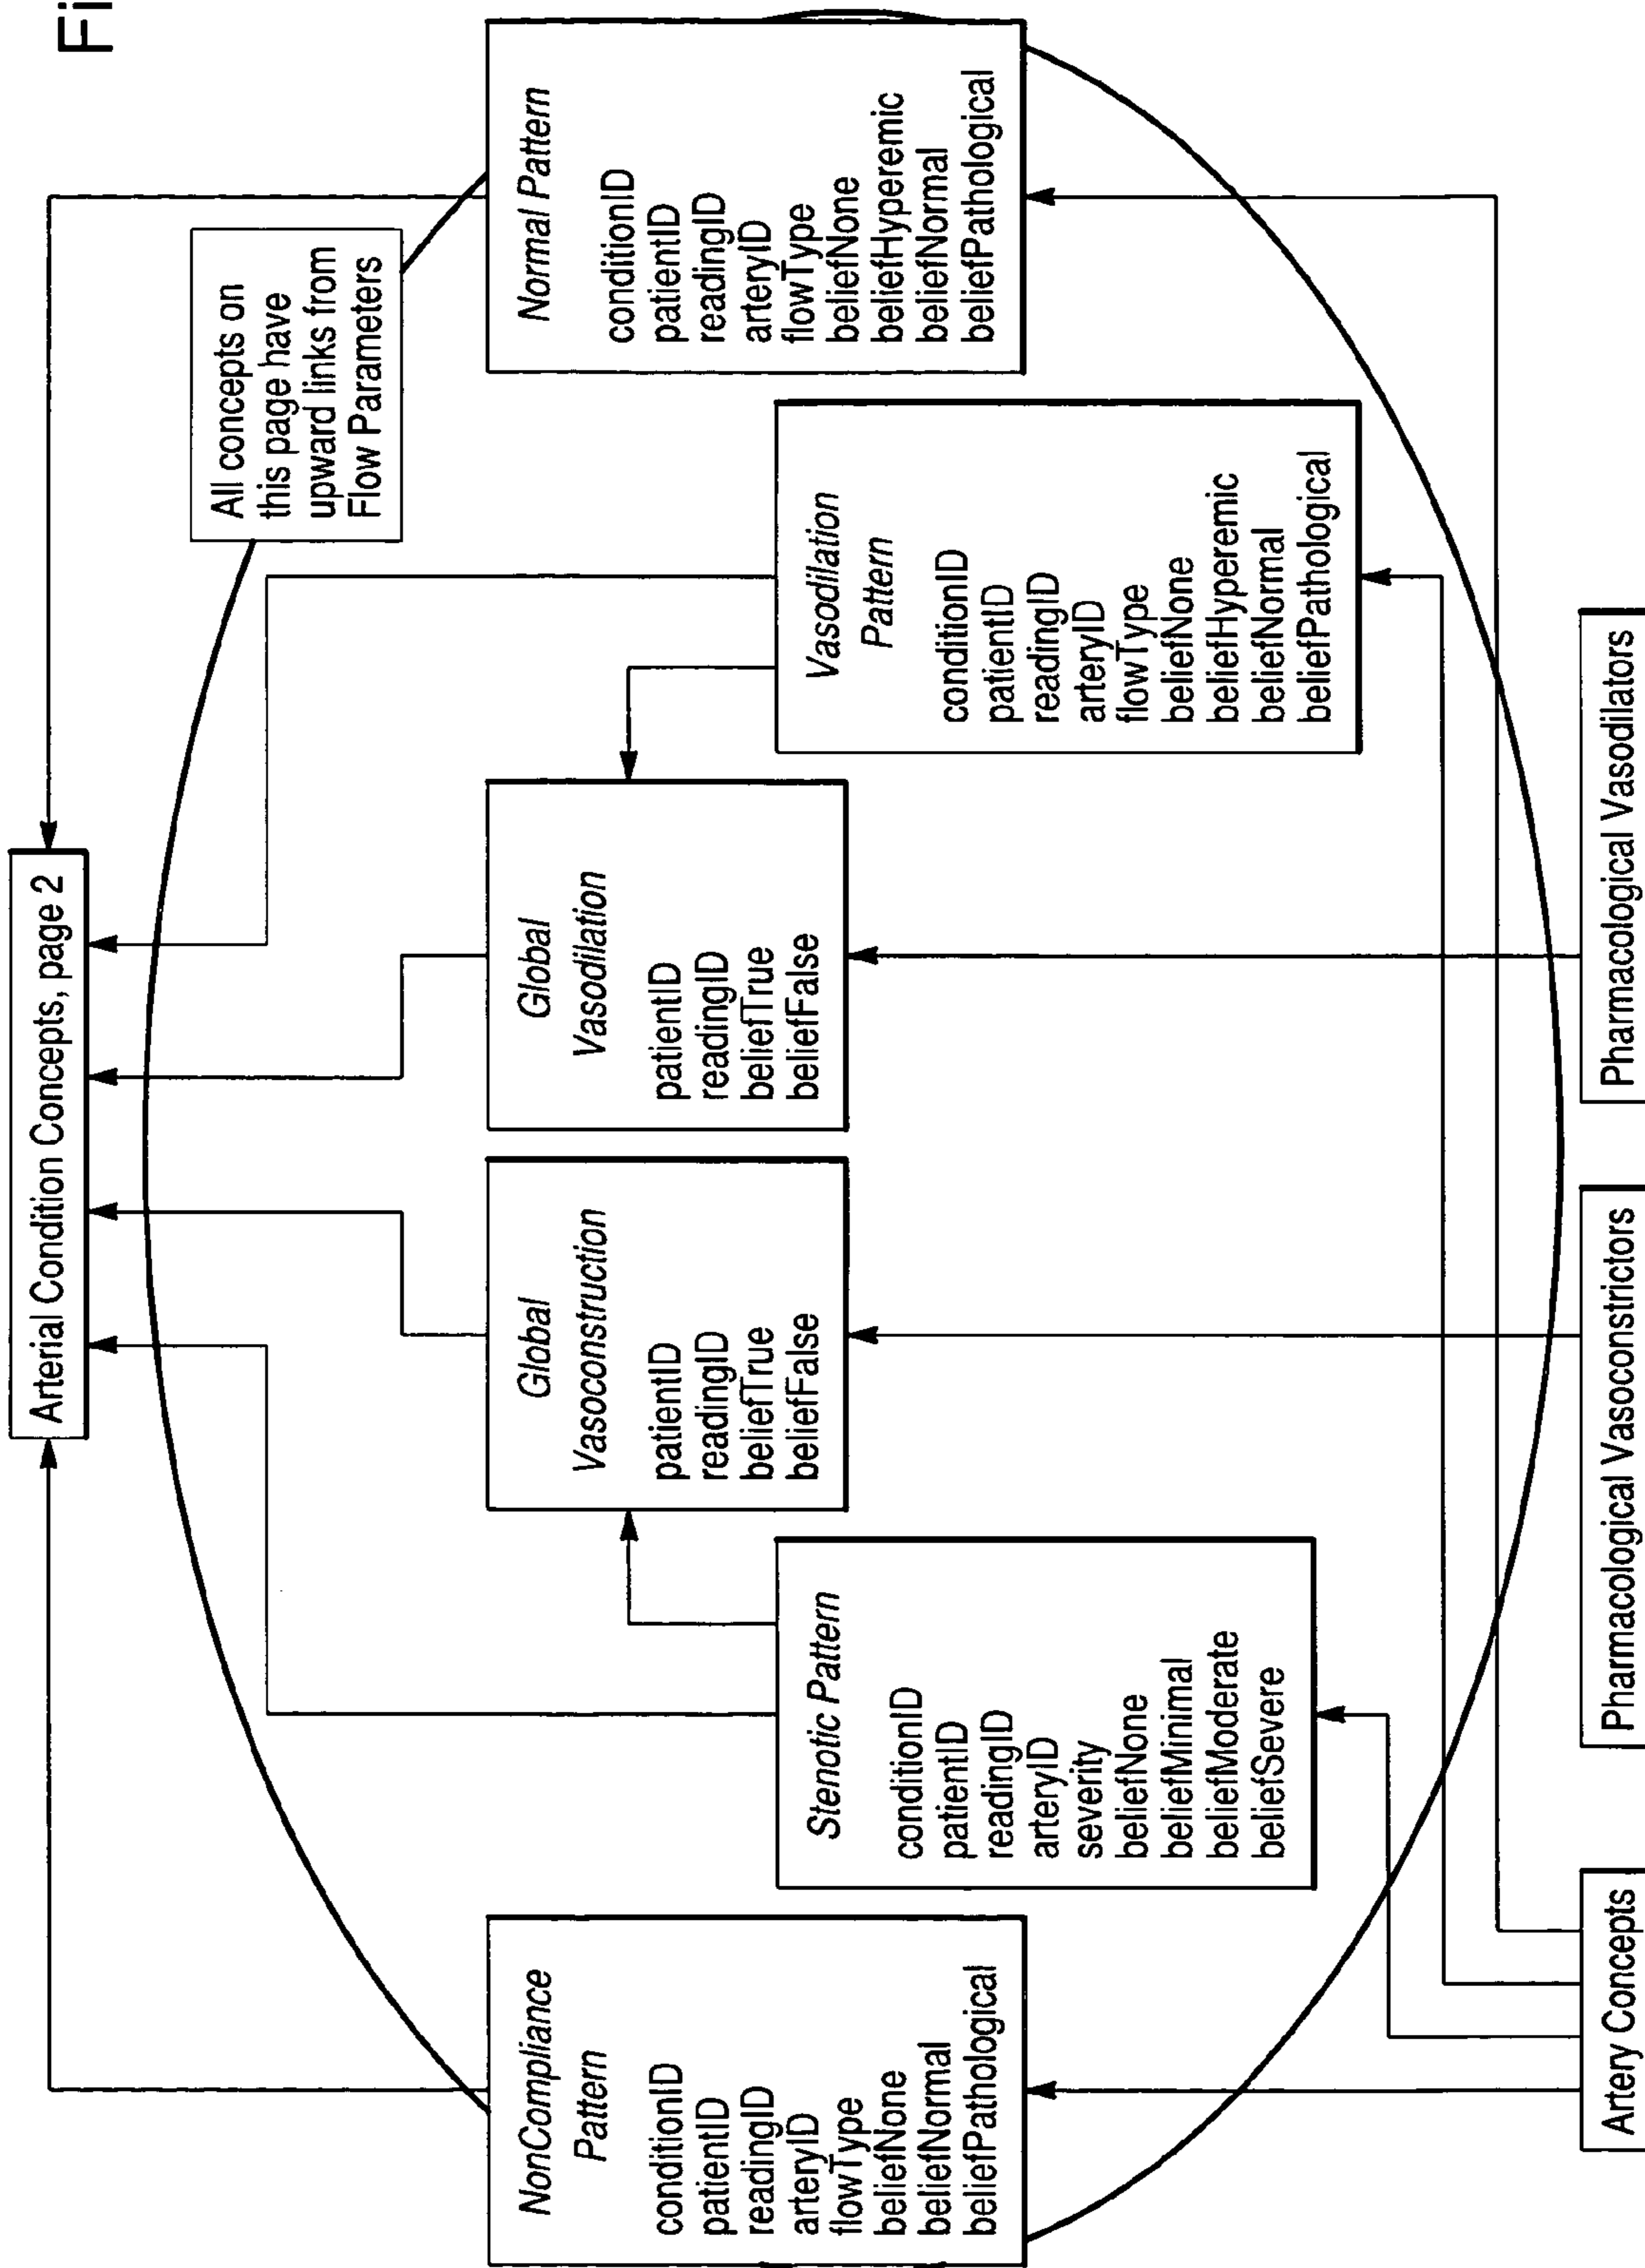 Fi
Arterial Condition Concepts, page 2
All concepts on
this page have
upward links from
Flow Parameters
NonCompliance
Pattern
conditionID
patientID
readingID
arteryID
flowType
beliefNone
beliefNormal
beliefPathological
Stenotic Pattern
conditionID
patientID
readingID
arteryID
severity
beliefNone
beliefMinimal
beliefModerate
beliefSevere
Global
Vasoconstruction
patientID
readingID
beliefTrue
beliefFalse
Global
Vasodilation
patientID
readingID
beliefTrue
beliefFalse
Vasodilation
Pattern
conditionID
patientID
readingID
arteryID
flowType
beliefNone
beliefHyperemic
beliefNormal
beliefPathological
Normal Pattern
conditionID
patientID
readingID
arteryID
flowType
beliefNone
beliefHyperemic
beliefNormal
beliefPathological
Artery Concepts
Pharmacological Vasoconstrictors
Pharmacological Vasodilators